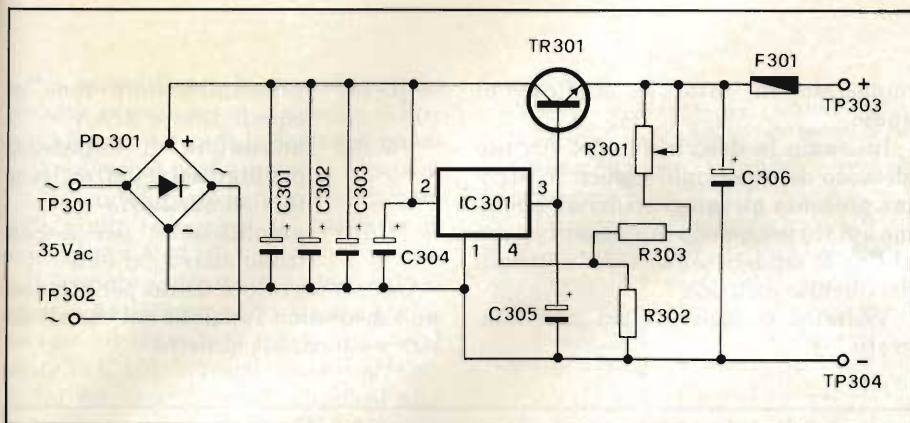 TR301
F301
+
TP303
PD301
+
~
TP301
-
35Vac
~
TP302
C301
C302
C303
+
C304
2
IC301
3
1
4
R301
+
C306
R303
+
C305
R302
-
TP304